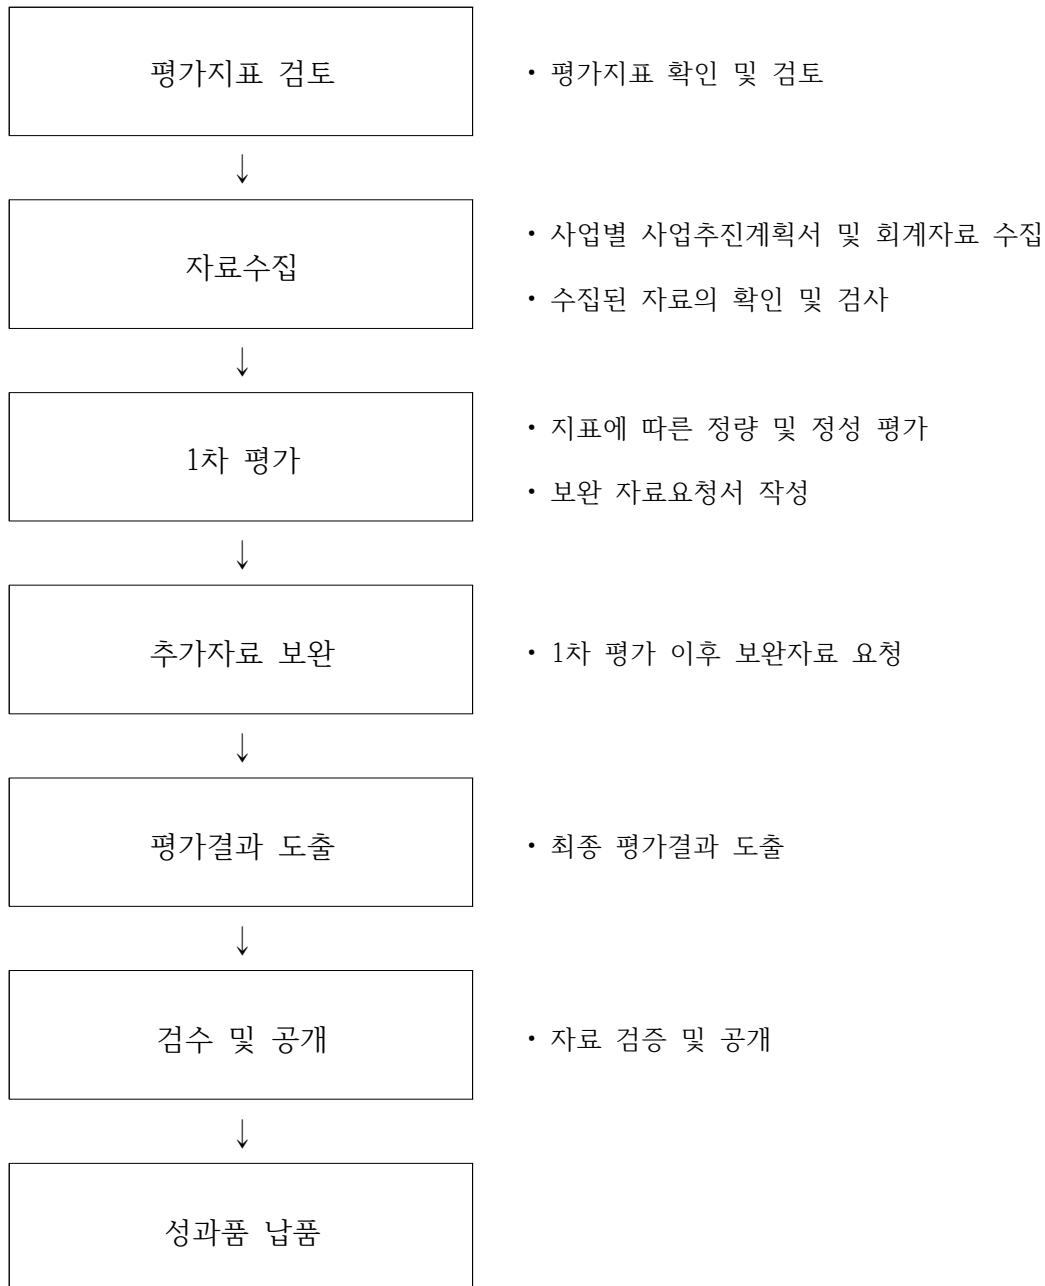 평가지표 검토
· 평가지표 확인 및 검토
↓
자료수집
· 사업별 사업추진계획서 및 회계자료 수집
· 수집된 자료의 확인 및 검사
↓
1차 평가
· 지표에 따른 정량 및 정성 평가
· 보완 자료요청서 작성
↓
추가자료 보완
· 1차 평가 이후 보완자료 요청
↓
평가결과 도출
· 최종 평가결과 도출
↓
검수 및 공개
· 자료 검증 및 공개
↓
성과품 납품